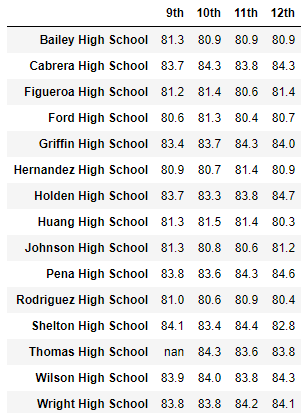 9th 10th 11th 12th
Bailey High School 81.3 80.9 80.9 80.9
Cabrera High School 83.7 84.3 83.8 84.3
Figueroa High School 81.2 81.4 80.6 81.4
Ford High School 80.6 81.3 80.4 80.7
Griffin High School 83.4 83.7 84.3 84.0
Hernandez High School 80.9 80.7 81.4 80.9
Holden High School 83.7 83.3 83.8 84.7
Huang High School 81.3 81.5 81.4 80.3
Johnson High School 81.3 80.8 80.6 81.2
Pena High School 83.8 83.6 84.3 84.6
Rodriguez High School 81.0 80.6 80.9 80.4
Shelton High School 84.1 83.4 84.4 82.8
Thomas High School nan 84.3 83.6 83.8
Wilson High School 83.9 84.0 83.8 84.3
Wright High School 83.8 83.8 84.2 84.1